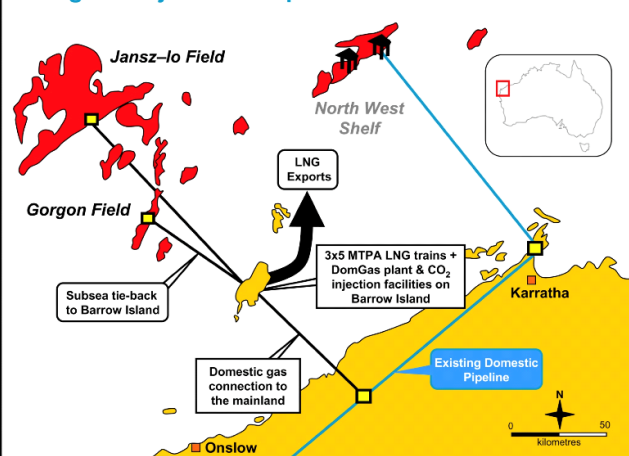 Jansz–Io Field
North West
Shelf
LNG
Exports
Gorgon Field
3x5 MTPA LNG trains +
DomGas plant & CO2
injection facilities on
Barrow Island
Karratha
Subsea tie-back
to Barrow Island
Domestic gas
connection to
the mainland
Existing Domestic
Pipeline
N
0 50
kilometres
Onslow